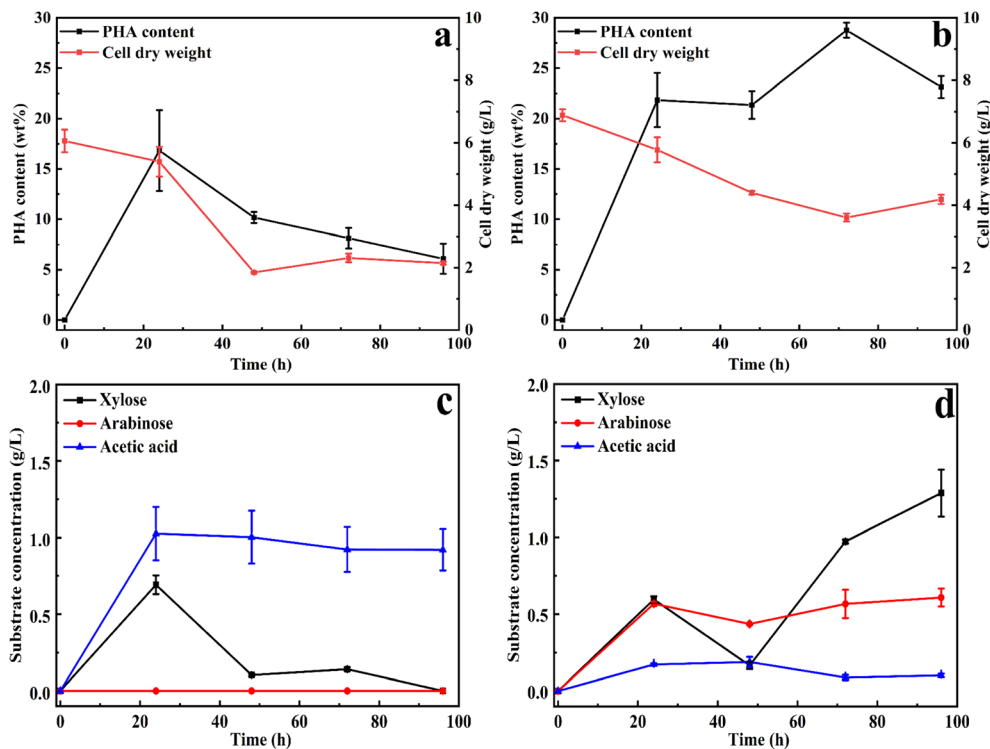 a
PHA content
Cell dry weight
30
25
20
15
10
5
0
PHA content (wt%)
10
8
6
4
2
0
Cell dry weight (g/L)
0 20 40 60 80 100
Time (h)
b
PHA content
Cell dry weight
30
25
20
15
10
5
0
PHA content (wt%)
10
8
6
4
2
0
Cell dry weight (g/L)
0 20 40 60 80 100
Time (h)
c
Xylose
Arabinose
Acetic acid
2.0
1.5
1.0
0.5
0.0
Substrate concentration (g/L)
0 20 40 60 80 100
Time (h)
d
Xylose
Arabinose
Acetic acid
2.0
1.5
1.0
0.5
0.0
Substrate concentration (g/L)
0 20 40 60 80 100
Time (h)